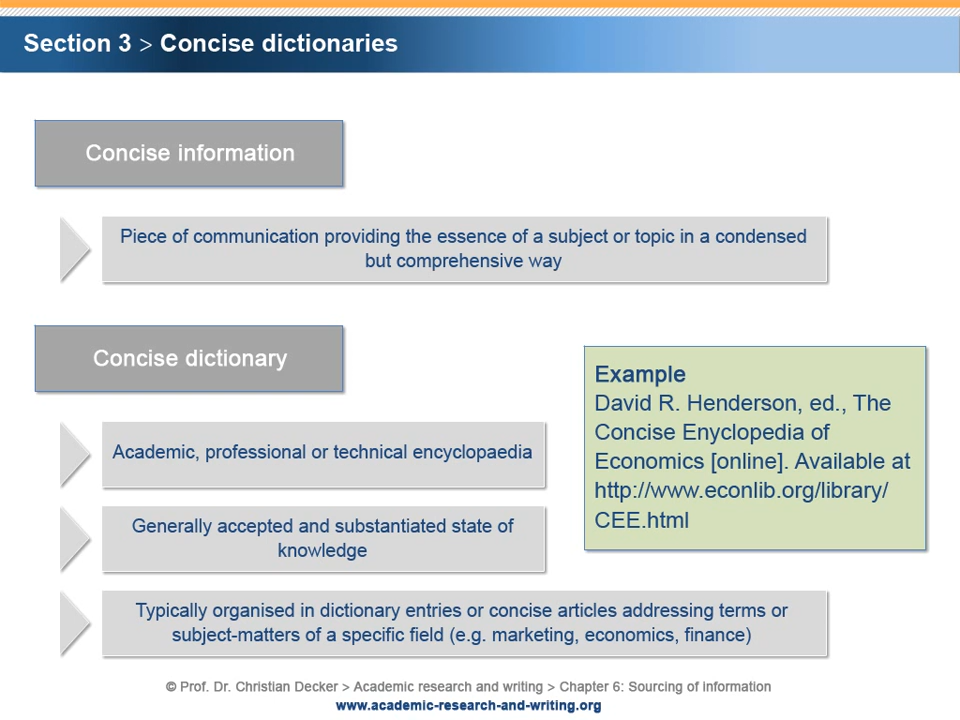 Section 3 > Concise dictionaries
Concise information
Piece of communication providing the essence of a subject or topic in a condensed
but comprehensive way
Concise dictionary
Academic, professional or technical encyclopaedia
Generally accepted and substantiated state of
knowledge
Typically organised in dictionary entries or concise articles addressing terms or
subject-matters of a specific field (e.g. marketing, economics, finance)
Example
David R. Henderson, ed., The
Concise Enyclopedia of
Economics [online]. Available at
http://www.econlib.org/library/
CEE.html
© Prof. Dr. Christian Decker > Academic research and writing > Chapter 6: Sourcing of information
www.academic-research-and-writing.org